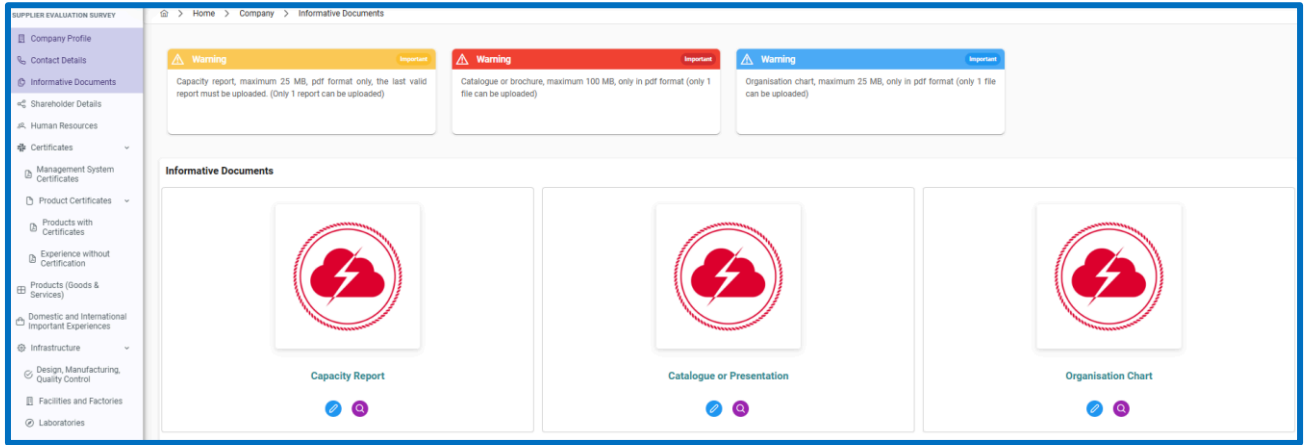 SUPPLIER EVALUATION SURVEY
Company Profile
Contact Details
Informative Documents
Shareholder Details
Human Resources
Certificates
Management System
Certificates
Product Certificates
Products with
Certificates
Experience without
Certification
Products (Goods &
Services)
Domestic and International
Important Experiences
Infrastructure
Design, Manufacturing,
Quality Control
Facilities and Factories
Laboratories
> Home > Company > Informative Documents
Warning Important
Capacity report, maximum 25 MB, pdf format only, the last valid
report must be uploaded. (Only 1 report can be uploaded)
Warning Important
Catalogue or brochure, maximum 100 MB, only in pdf format (only 1
file can be uploaded)
Warning Important
Organisation chart, maximum 25 MB, only in pdf format (only 1 file
can be uploaded)
Informative Documents
Capacity Report
Catalogue or Presentation
Organisation Chart